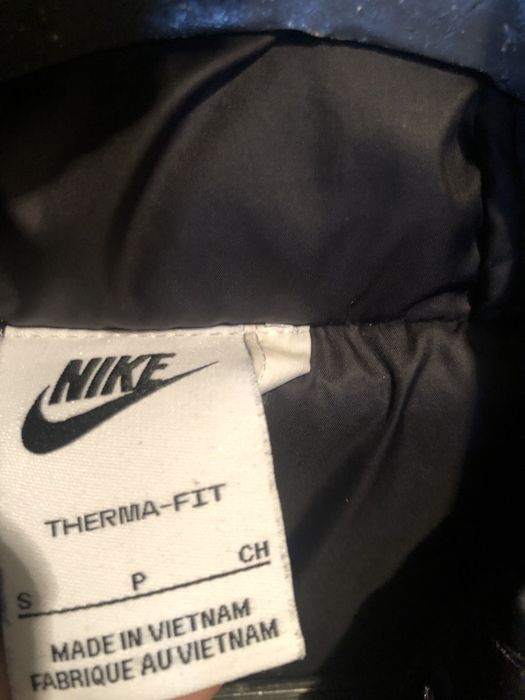 NIKE
THERMA-FIT
S P CH
MADE IN VIETNAM
FABRIQUE AU VIETNAM